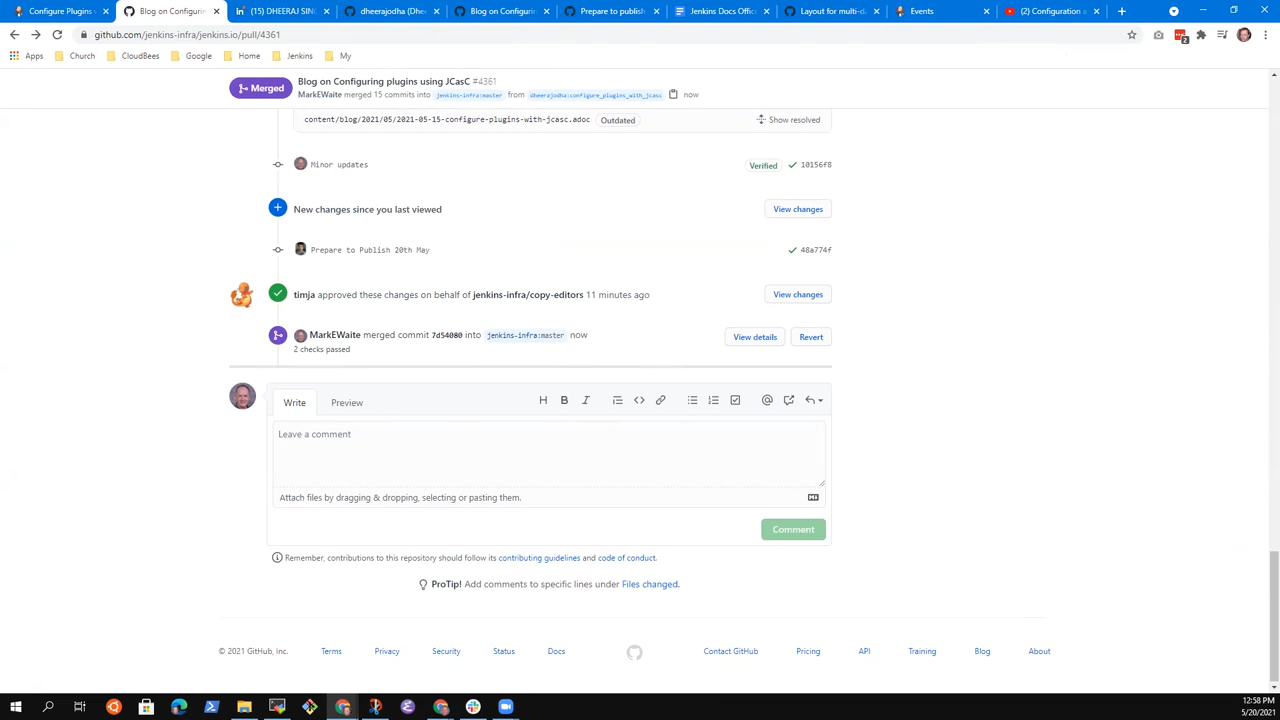 Configure Plugins v
Blog on Configurin
(15) DHEERAJ SINC
dheerajodha (Dhee
Blog on Configurin
Prepare to publish
Jenkins Docs Office
Layout for multi-da
Events
(2) Configuration a
github.com/jenkins-infra/jenkins.io/pull/4361
Apps Church CloudBees Google Home Jenkins My
Merged Blog on Configuring plugins using JCasC #4361
MarkEWaite merged 15 commits into jenkins-infra:master from dheerajodha:configure_plugins_with_jcasc now
content/blog/2021/05/2021-05-15-configure-plugins-with-jcasc.adoc Outdated Show resolved
Minor updates Verified 10156f8
New changes since you last viewed View changes
Prepare to Publish 20th May 48a774f
timja approved these changes on behalf of jenkins-infra/copy-editors 11 minutes ago View changes
MarkEWaite merged commit 7d54080 into jenkins-infra:master now View details Revert
2 checks passed
Write Preview H B I
Leave a comment
Attach files by dragging & dropping, selecting or pasting them.
Comment
Remember, contributions to this repository should follow its contributing guidelines and code of conduct.
ProTip! Add comments to specific lines under Files changed.
© 2021 GitHub, Inc. Terms Privacy Security Status Docs Contact GitHub Pricing API Training Blog About
12:58 PM
5/20/2021